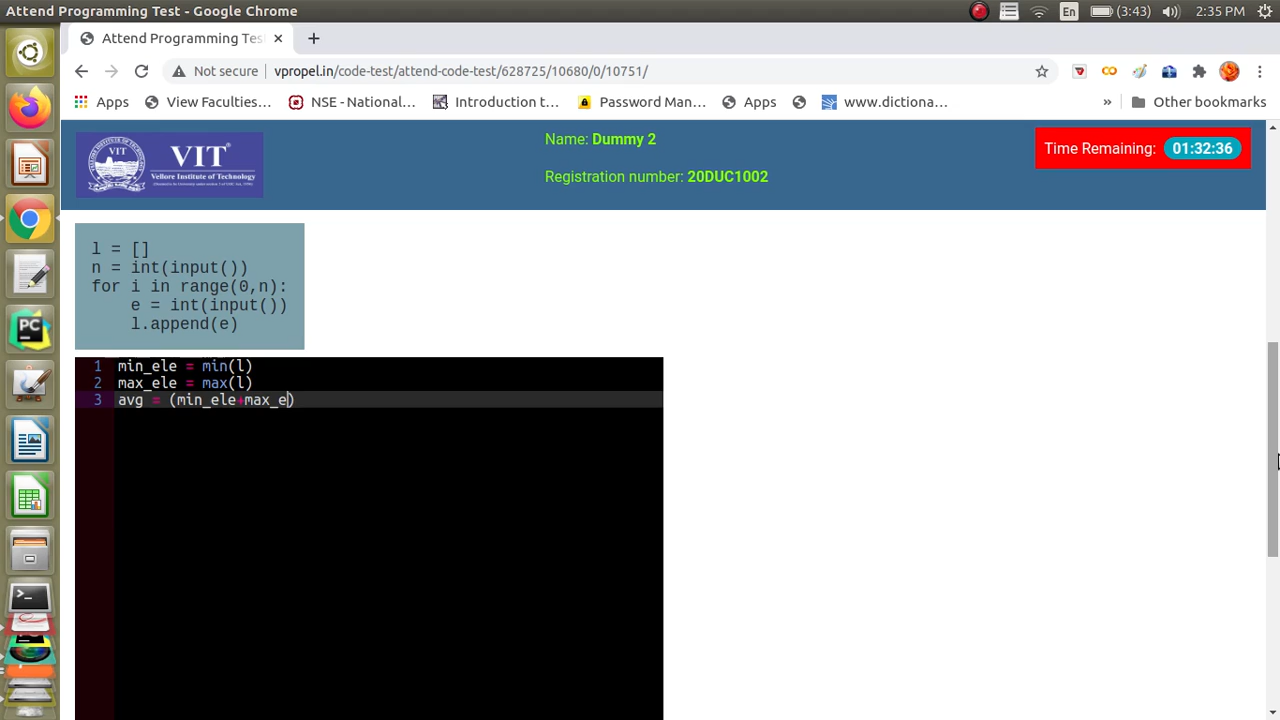 Attend Programming Test - Google Chrome
En
(3:43)
2:35 PM
Attend Programming Tes
Not secure
vpropel.in/code-test/attend-code-test/628725/10680/0/10751/
Apps
View Faculties...
NSE - National...
Introduction t...
Password Man...
Apps
www.dictiona...
»
Other bookmarks
VIT
VIT®
Vellore Institute of Technology
Name: Dummy 2
Registration number: 20DUC1002
Time Remaining: 01:32:36
l = []
n = int(input())
for i in range(0,n):
    e = int(input())
    l.append(e)
1 min_ele = min(l)
2 max_ele = max(l)
3 avg = (min_ele+max_e)
PC